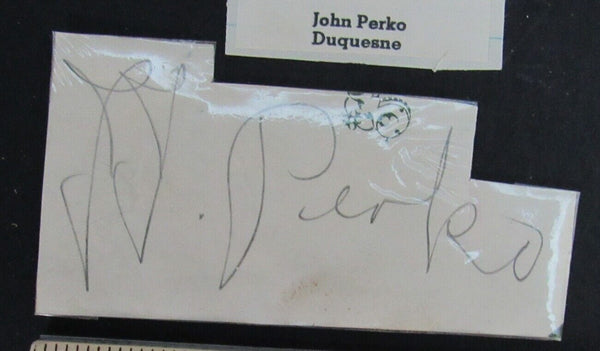 John Perko
Duquesne
J. Perko